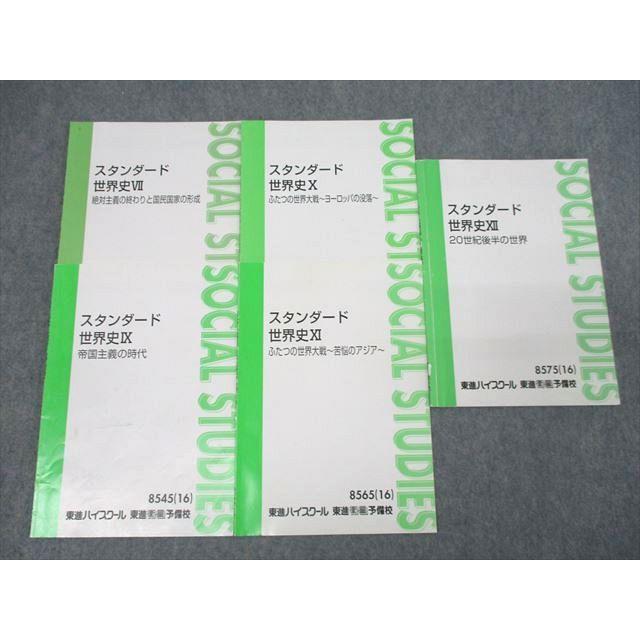 スタンダード
世界史Ⅶ
絶対主義の終わりと国民国家の形成
SOCIAL ST
スタンダード
世界史Ⅹ
ふたつの世界大戦〜ヨーロッパの没落〜
SOCIAL ST
スタンダード
世界史Ⅻ
20世紀後半の世界
SOCIAL STUDIES
8575(16)
東進ハイスクール 東進衛星予備校
スタンダード
世界史Ⅸ
帝国主義の時代
SOCIAL STUDIES
8545(16)
東進ハイスクール 東進衛星予備校
スタンダード
世界史Ⅺ
ふたつの世界大戦〜苦悩のアジア〜
SOCIAL STUDIES
8565(16)
東進ハイスクール 東進衛星予備校